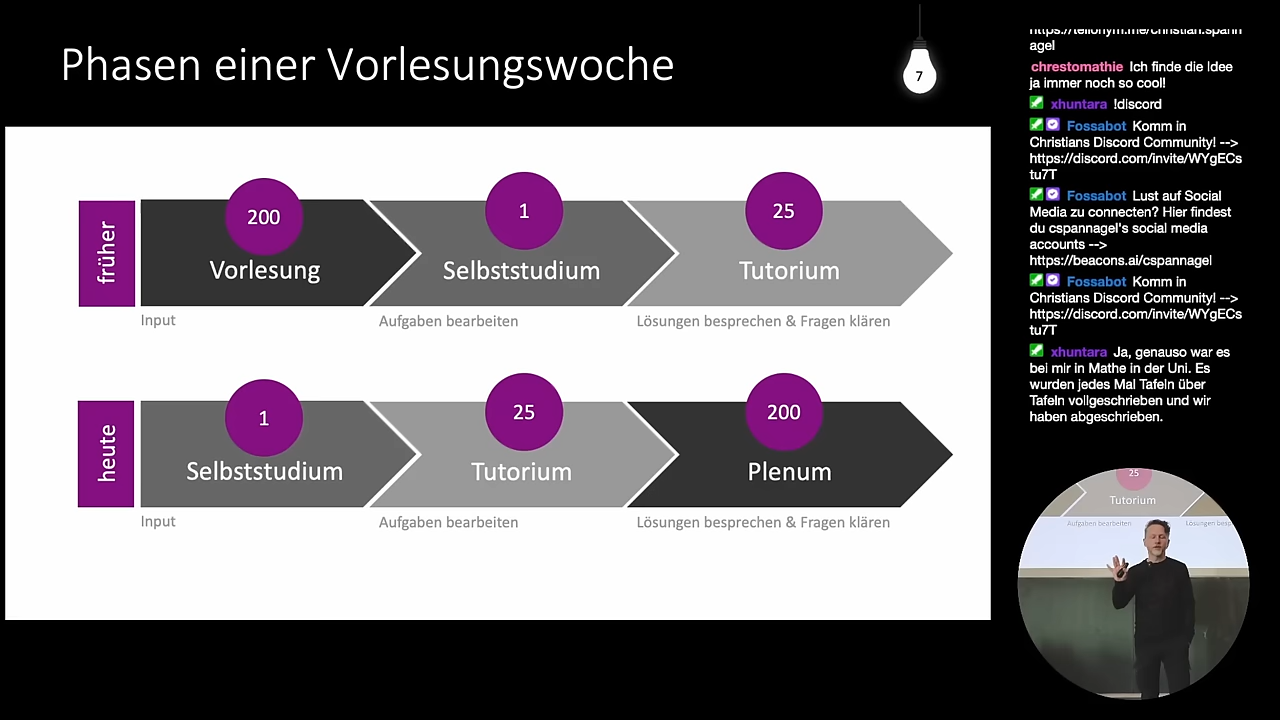 Phasen einer Vorlesungswoche
7
früher
200
Vorlesung
Input
1
Selbststudium
Aufgaben bearbeiten
25
Tutorium
Lösungen besprechen & Fragen klären
heute
1
Selbststudium
Input
25
Tutorium
Aufgaben bearbeiten
200
Plenum
Lösungen besprechen & Fragen klären
https://tellonym.me/christian.spann
agel
chrestomathie Ich finde die Idee
ja immer noch so cool!
xhuntara !discord
Fossabot Komm in
Christians Discord Community! -->
https://discord.com/invite/WYgECs
tu7T
Fossabot Lust auf Social
Media zu connecten? Hier findest
du cspannagel's social media
accounts -->
https://beacons.ai/cspannagel
Fossabot Komm in
Christians Discord Community! -->
https://discord.com/invite/WYgECs
tu7T
xhuntara Ja, genauso war es
bei mir in Mathe in der Uni. Es
wurden jedes Mal Tafeln über
Tafeln vollgeschrieben und wir
haben abgeschrieben.
25
Tutorium
Aufgaben bearbeiten
Lösungen besp